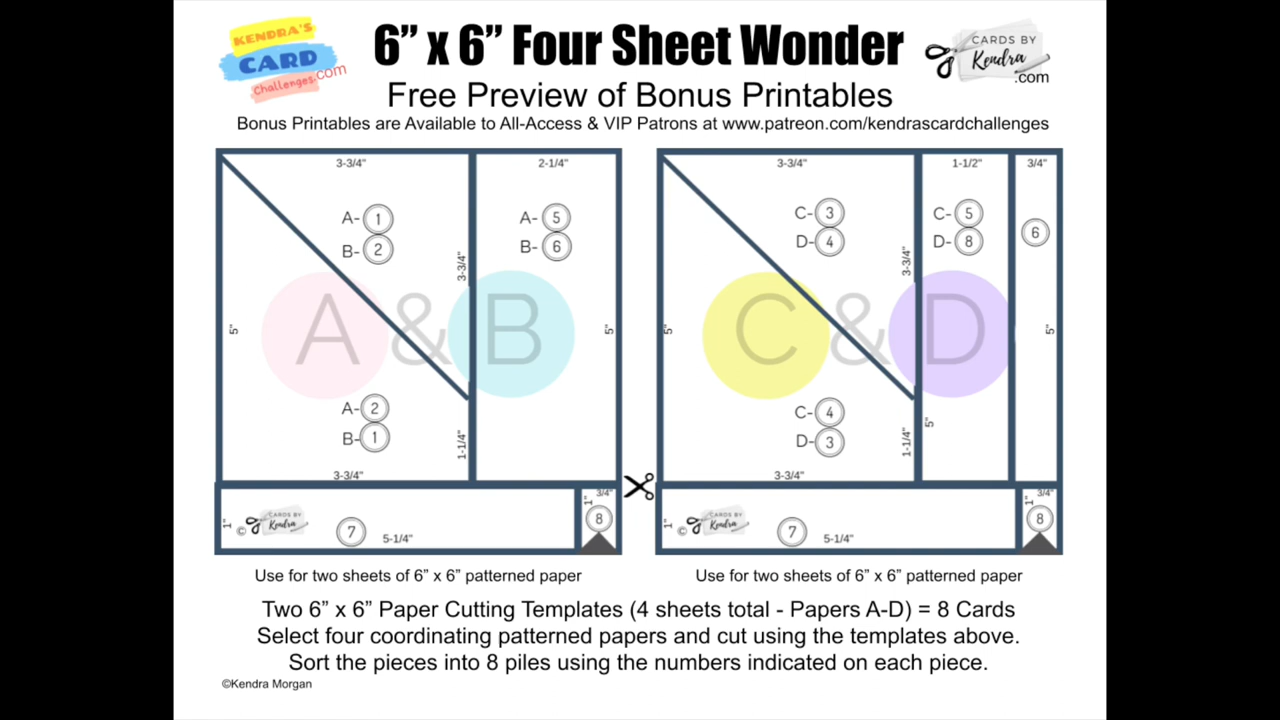 KENDRA'S
CARD
Challenges.com
6” x 6” Four Sheet Wonder
CARDS BY
Kendra
.com
Free Preview of Bonus Printables
Bonus Printables are Available to All-Access & VIP Patrons at www.patreon.com/kendrascardchallenges
3-3/4" 2-1/4"
A- 1
B- 2
A- 5
B- 6
3-3/4"
5"
A & B
5"
A- 2
B- 1
1-1/4"
3-3/4"
1"
© CARDS BY
Kendra
7 5-1/4"
1" 3/4"
8
3-3/4" 1-1/2" 3/4"
C- 3
D- 4
C- 5
D- 8
6
3-3/4"
5"
C & D
5"
C- 4
D- 3
1-1/4"
5"
3-3/4"
1"
© CARDS BY
Kendra
7 5-1/4"
1" 3/4"
8
Use for two sheets of 6” x 6” patterned paper
Use for two sheets of 6” x 6” patterned paper
Two 6” x 6” Paper Cutting Templates (4 sheets total - Papers A-D) = 8 Cards
Select four coordinating patterned papers and cut using the templates above.
Sort the pieces into 8 piles using the numbers indicated on each piece.
©Kendra Morgan